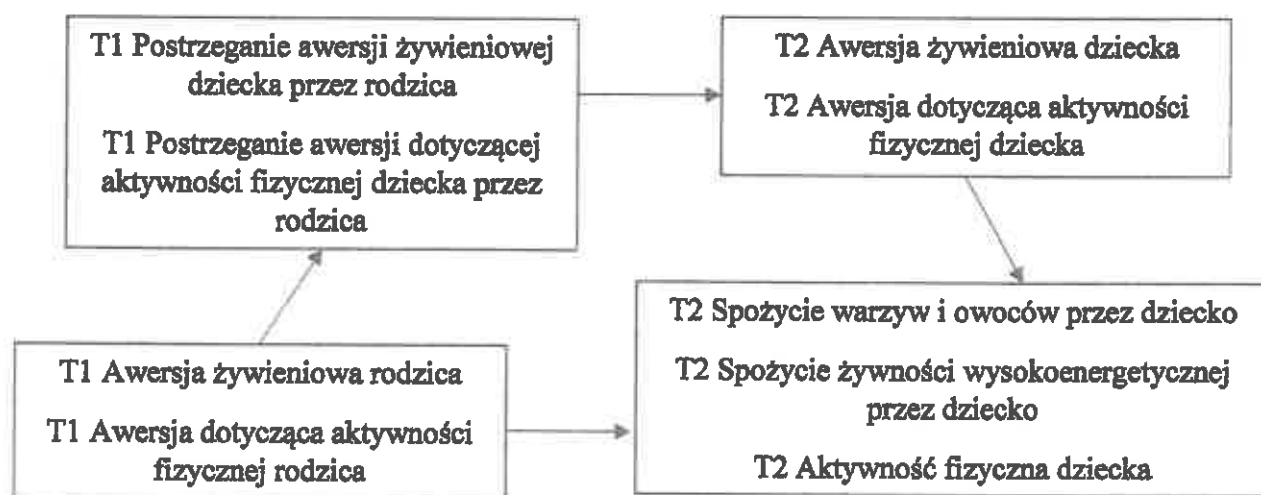 T1 Postrzeganie awersji żywieniowej
dziecka przez rodzica
T1 Postrzeganie awersji dotyczącej
aktywności fizycznej dziecka przez
rodzica
T2 Awersja żywieniowa dziecka
T2 Awersja dotycząca aktywności
fizycznej dziecka
T1 Awersja żywieniowa rodzica
T1 Awersja dotycząca aktywności
fizycznej rodzica
T2 Spożycie warzyw i owoców przez dziecko
T2 Spożycie żywności wysokoenergetycznej
przez dziecko
T2 Aktywność fizyczna dziecka